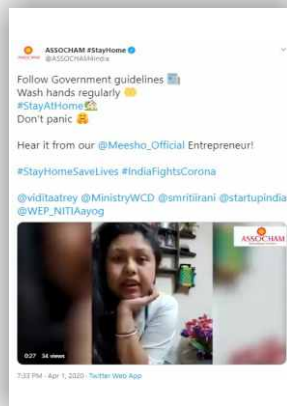 ASSOCHAM #StayHome
@ASSOCHAM4India
Follow Government guidelines
Wash hands regularly
#StayAtHome
Don't panic
Hear it from our @Meesho_Official Entrepreneur!
#StayHomeSaveLives #IndiaFightsCorona
@viditaatrey @MinistryWCD @smritiirani @startupindia
@WEP_NITIAayog
ASSOCHAM
0:27 34 views
7:33 PM · Apr 1, 2020 · Twitter Web App